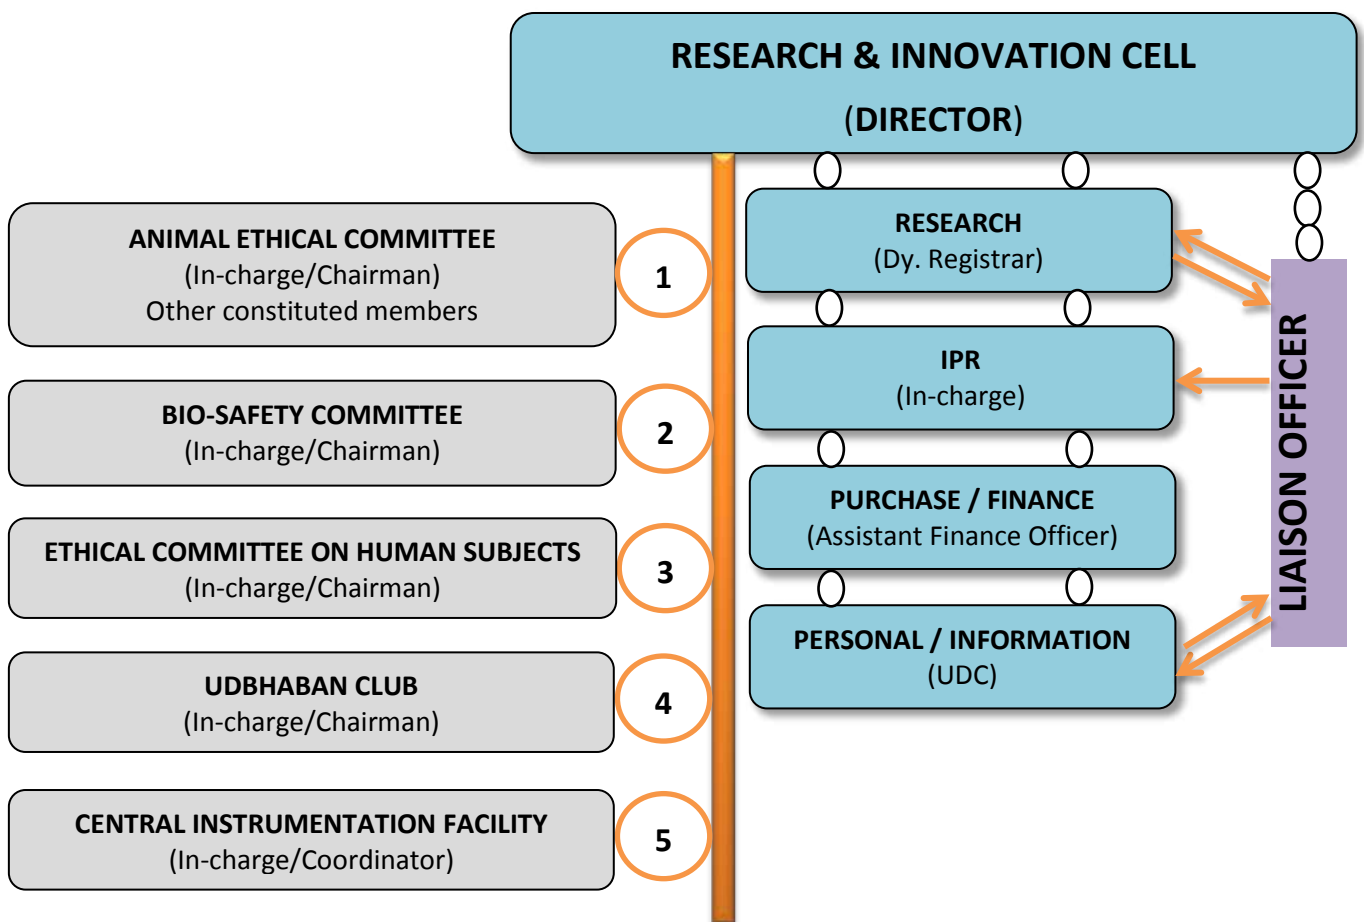 RESEARCH & INNOVATION CELL
(DIRECTOR)
ANIMAL ETHICAL COMMITTEE
(In-charge/Chairman)
Other constituted members
1
BIO-SAFETY COMMITTEE
(In-charge/Chairman)
2
ETHICAL COMMITTEE ON HUMAN SUBJECTS
(In-charge/Chairman)
3
UDBHABAN CLUB
(In-charge/Chairman)
4
CENTRAL INSTRUMENTATION FACILITY
(In-charge/Coordinator)
5
RESEARCH
(Dy. Registrar)
IPR
(In-charge)
PURCHASE / FINANCE
(Assistant Finance Officer)
PERSONAL / INFORMATION
(UDC)
LIAISON OFFICER